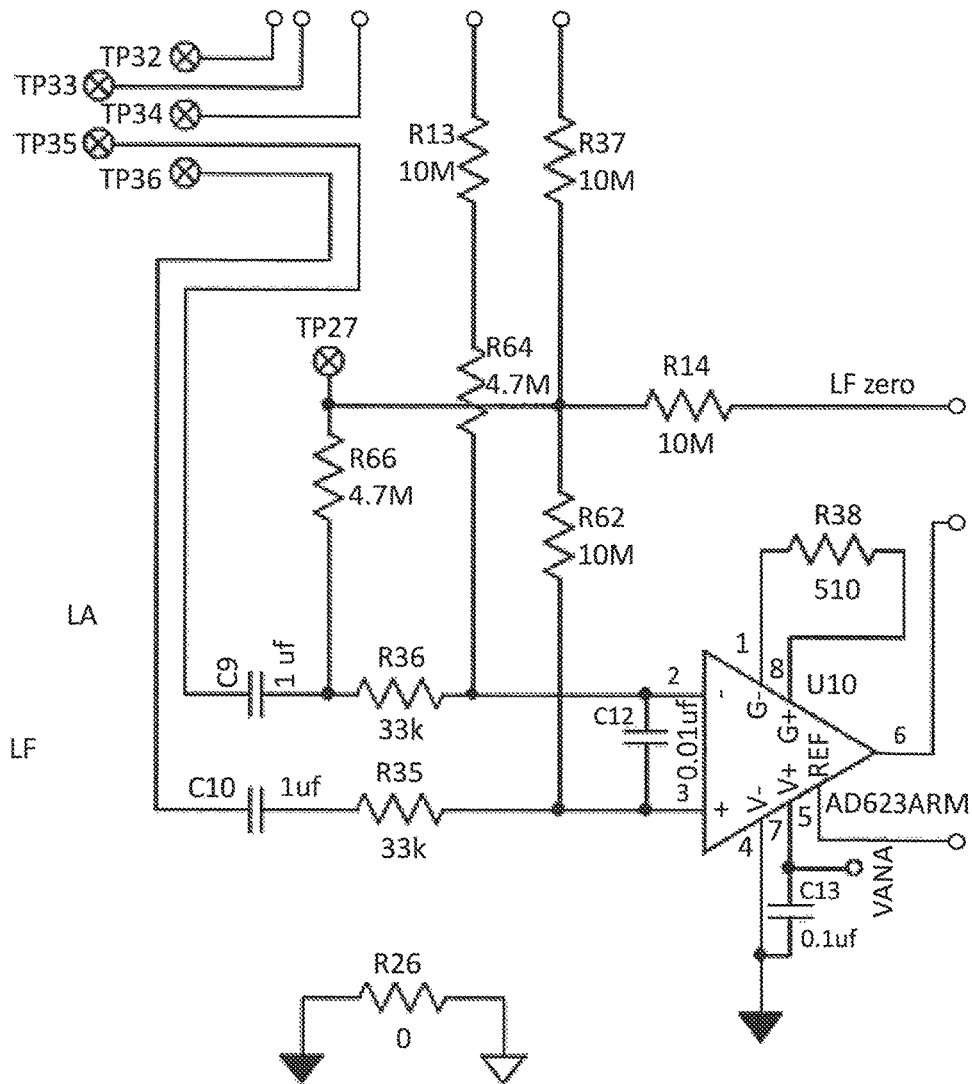 TP32
TP33
TP34
TP35
TP36
R13
10M
R37
10M
TP27
R64
4.7M
R14
10M
LF zero
R66
4.7M
R62
10M
R38
510
LA
C9
1 uf
R36
33k
2
-
1
8
G-
G+
U10
C12
0.01uf
6
LF
C10
1uf
R35
33k
3
+
V-
V+
REF
4
7
5
AD623ARM
VANA
C13
0.1uf
R26
0